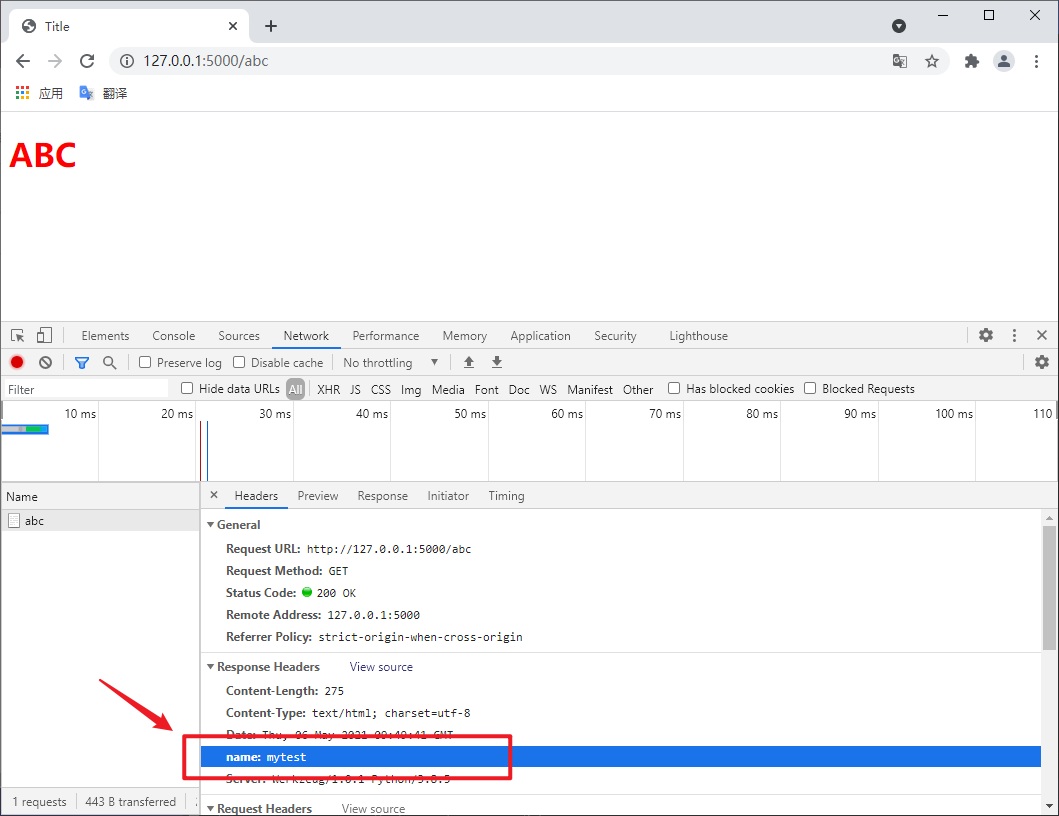 Title
127.0.0.1:5000/abc
应用 翻译
ABC
Elements Console Sources Network Performance Memory Application Security Lighthouse
Preserve log Disable cache No throttling
Filter Hide data URLs All XHR JS CSS Img Media Font Doc WS Manifest Other Has blocked cookies Blocked Requests
10 ms 20 ms 30 ms 40 ms 50 ms 60 ms 70 ms 80 ms 90 ms 100 ms 110
Name
abc
Headers Preview Response Initiator Timing
General
Request URL: http://127.0.0.1:5000/abc
Request Method: GET
Status Code: 200 OK
Remote Address: 127.0.0.1:5000
Referrer Policy: strict-origin-when-cross-origin
Response Headers View source
Content-Length: 275
Content-Type: text/html; charset=utf-8
Date: Thu, 06 May 2021 GMT
name: mytest
Server: Werkzeug/1.0.1
Request Headers View source
1 requests 443 B transferred